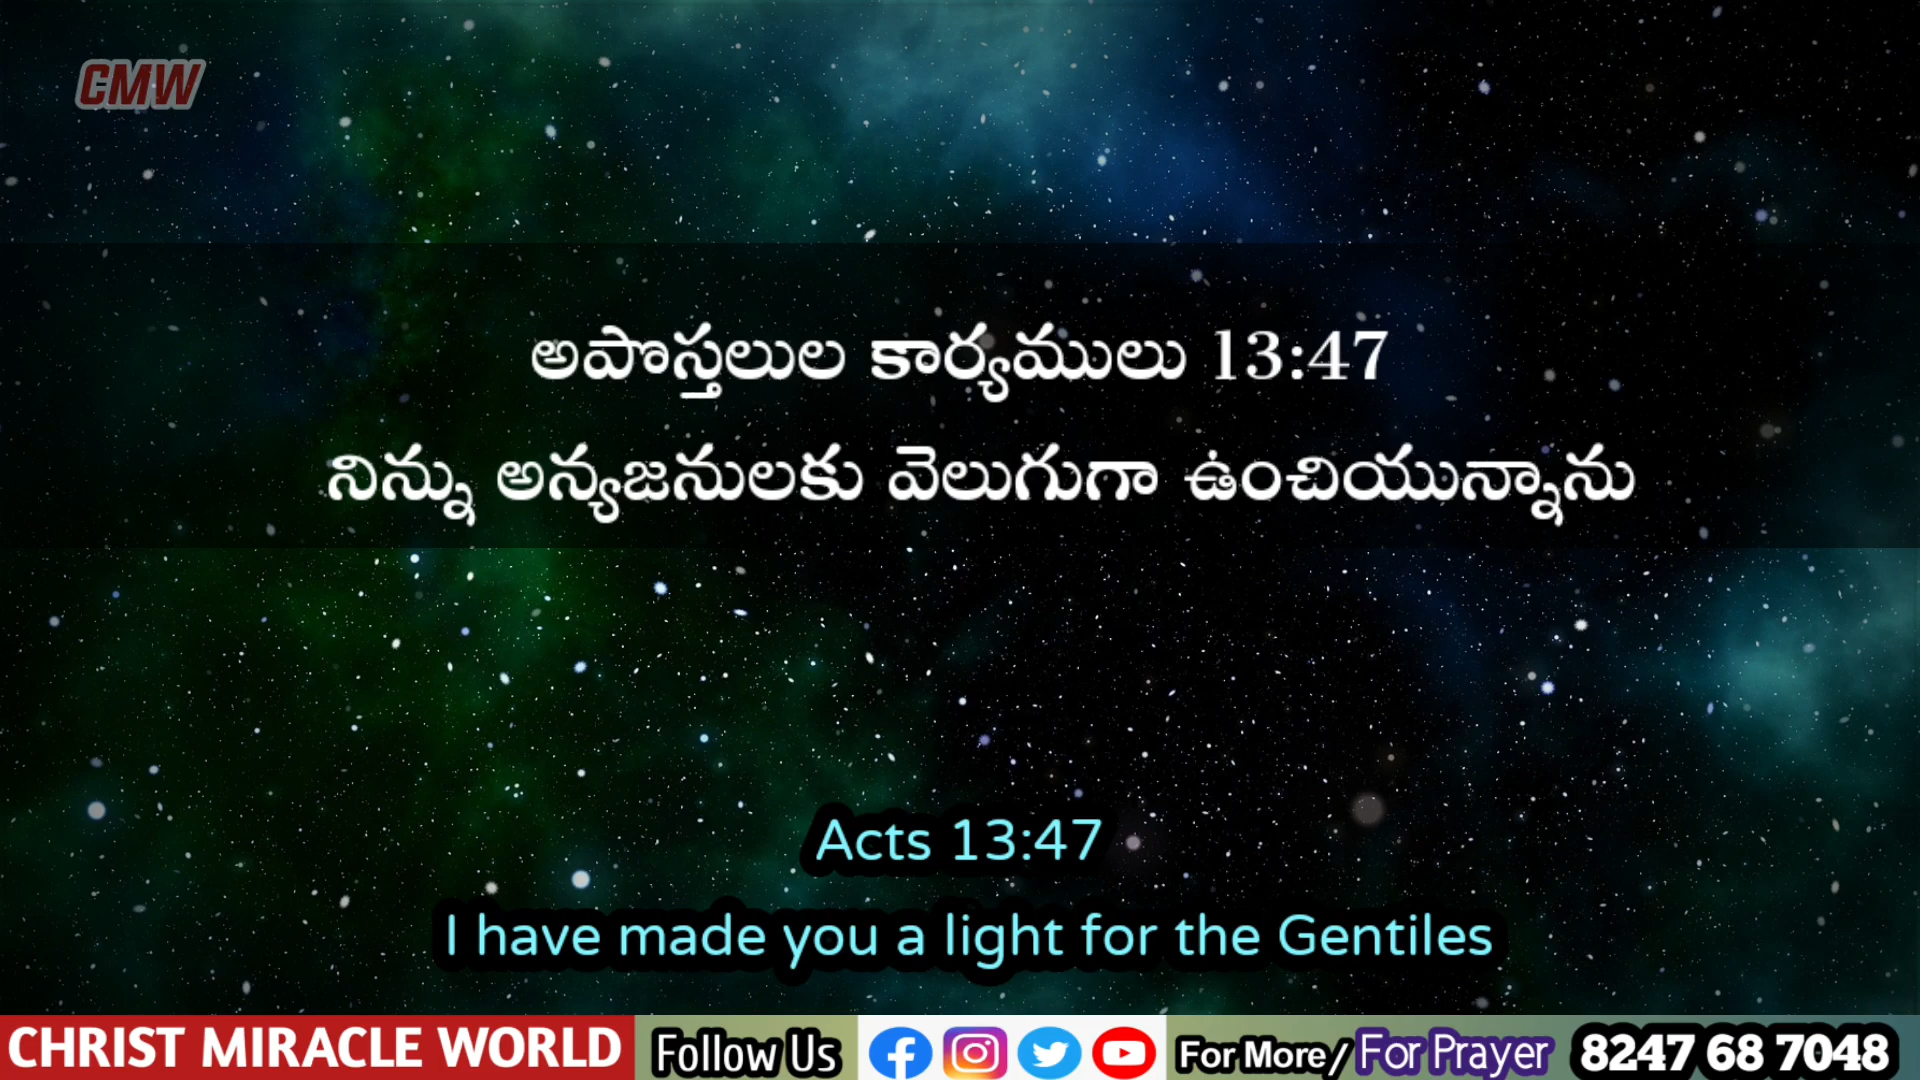 CMW
అపొస్తలుల కార్యములు 13:47
నిన్ను అన్యజనులకు వెలుగుగా ఉంచియున్నాను
Acts 13:47
I have made you a light for the Gentiles
CHRIST MIRACLE WORLD Follow Us For More/ For Prayer 8247 68 7048